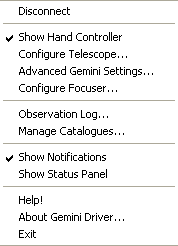 Disconnect
Show Hand Controller
Configure Telescope...
Advanced Gemini Settings...
Configure Focuser...
Observation Log...
Manage Catalogues...
Show Notifications
Show Status Panel
Help!
About Gemini Driver...
Exit